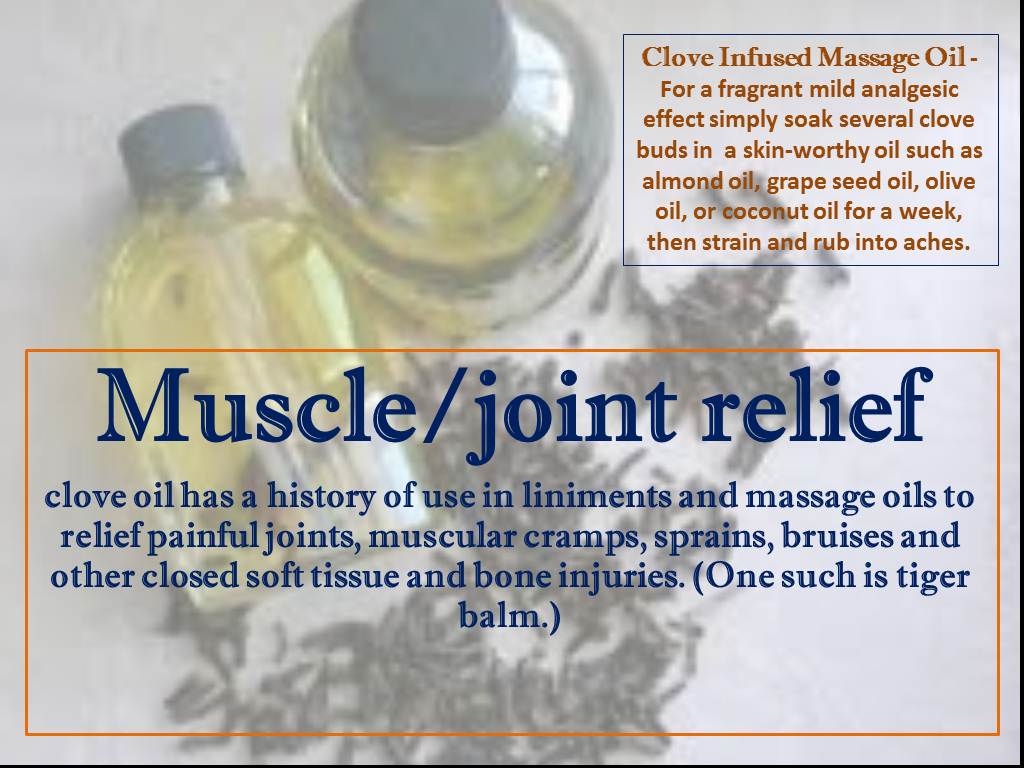 Clove Infused Massage Oil -
For a fragrant mild analgesic
effect simply soak several clove
buds in  a skin-worthy oil such as
almond oil, grape seed oil, olive
oil, or coconut oil for a week,
then strain and rub into aches.
Muscle/joint relief
clove oil has a history of use in liniments and massage oils to
relief painful joints, muscular cramps, sprains, bruises and
other closed soft tissue and bone injuries. (One such is tiger
balm.)